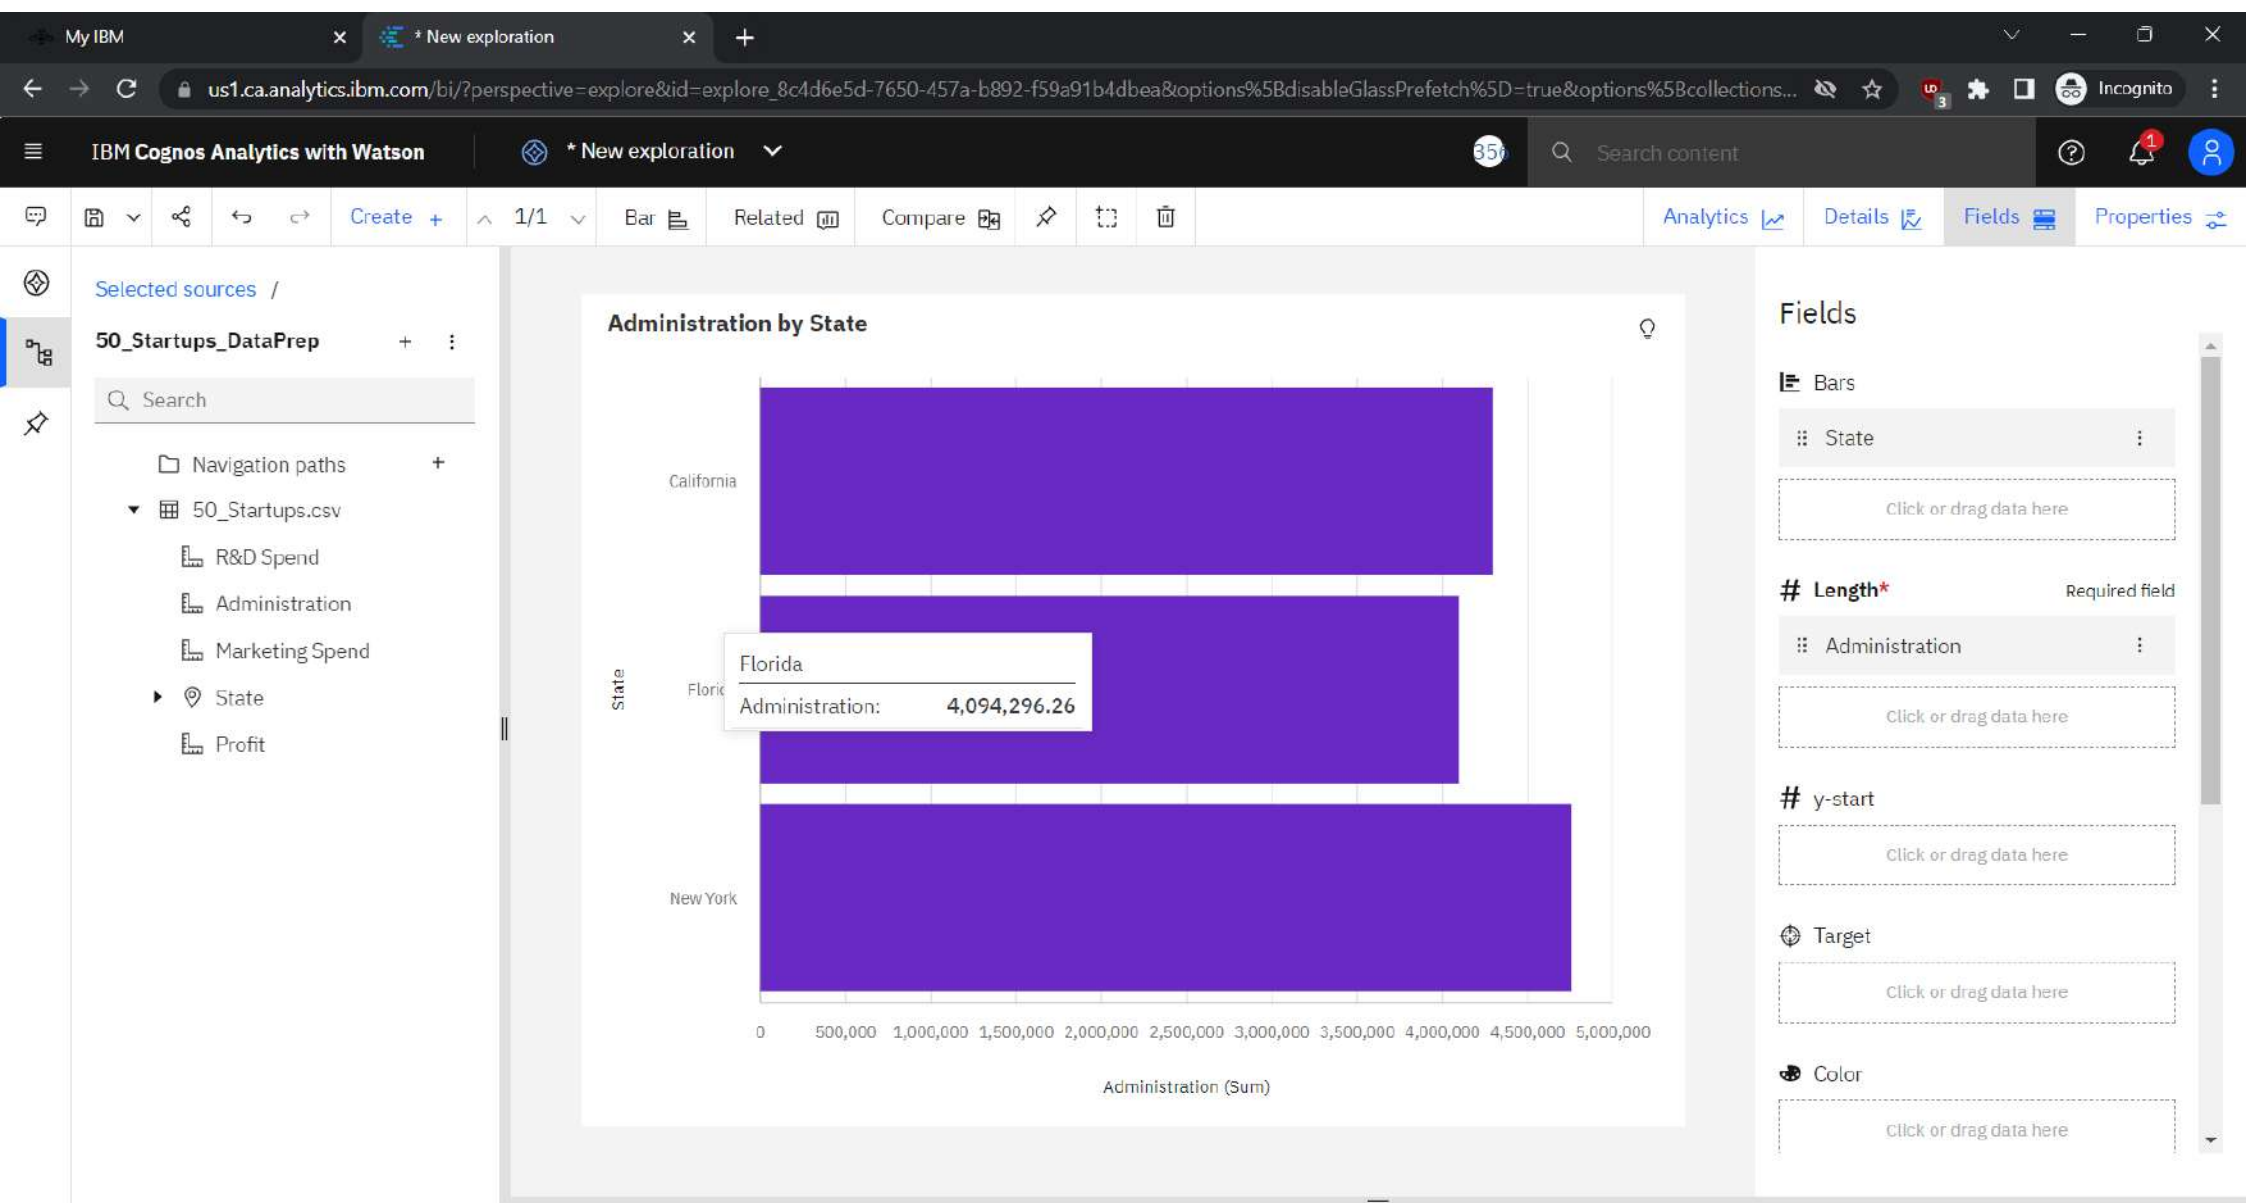 My IBM
* New exploration
us1.ca.analytics.ibm.com/bi/?perspective=explore&id=explore_8c4d6e5d-7650-457a-b892-f59a91b4dbea&options%5BdisableGlassPrefetch%5D=true&options%5Bcollections...
3
Incognito
IBM Cognos Analytics with Watson
* New exploration
356
Search content
1
Create +
1/1
Bar
Related
Compare
Analytics
Details
Fields
Properties
Selected sources /
50_Startups_DataPrep
Search
Navigation paths
50_Startups.csv
R&D Spend
Administration
Marketing Spend
State
Profit
Administration by State
State
California
Florida
Administration: 4,094,296.26
New York
0 500,000 1,000,000 1,500,000 2,000,000 2,500,000 3,000,000 3,500,000 4,000,000 4,500,000 5,000,000
Administration (Sum)
Fields
Bars
State
Click or drag data here
# Length* Required field
Administration
Click or drag data here
# y-start
Click or drag data here
Target
Click or drag data here
Color
Click or drag data here